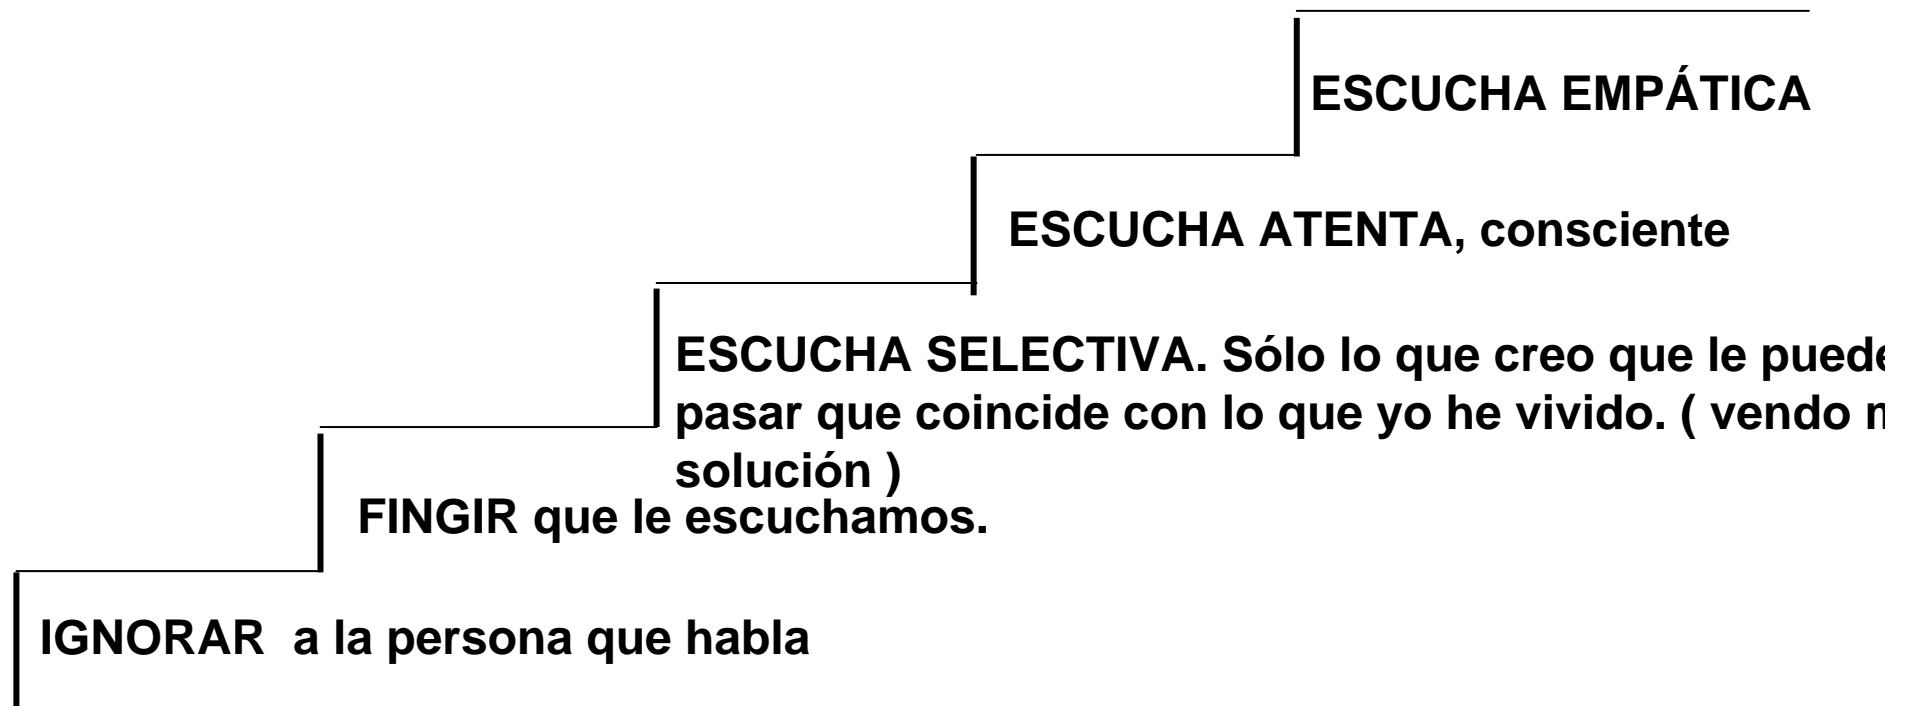 ESCUCHA EMPÁTICA
ESCUCHA ATENTA, consciente
ESCUCHA SELECTIVA. Sólo lo que creo que le puede
pasar que coincide con lo que yo he vivido. ( vendo
solución )
FINGIR que le escuchamos.
IGNORAR a la persona que habla